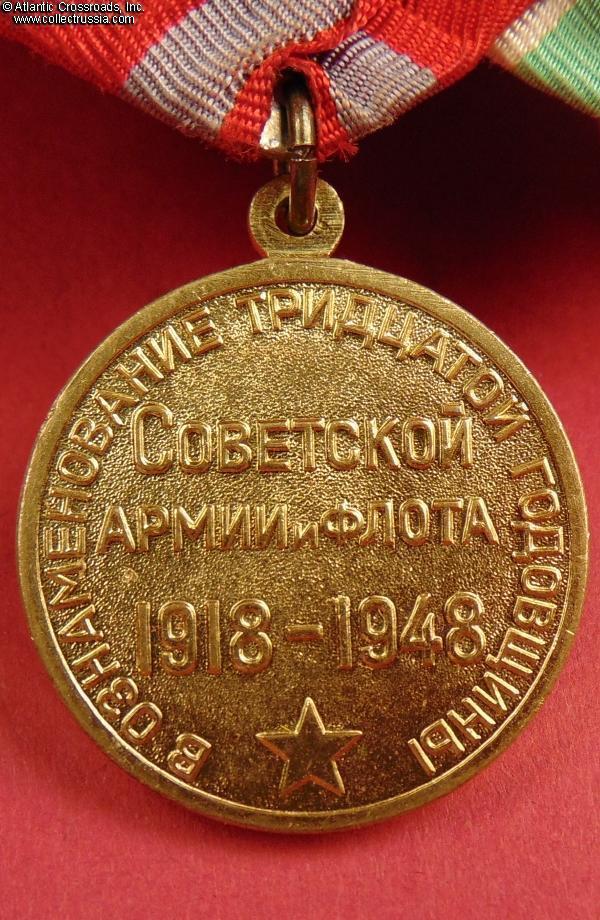 © Atlantic Crossroads, Inc.
www.collectrussia.com
В ОЗНАМЕНОВАНИЕ ТРИДЦАТОЙ ГОДОВЩИНЫ
СОВЕТСКОЙ
АРМИИ и ФЛОТА
1918-1948